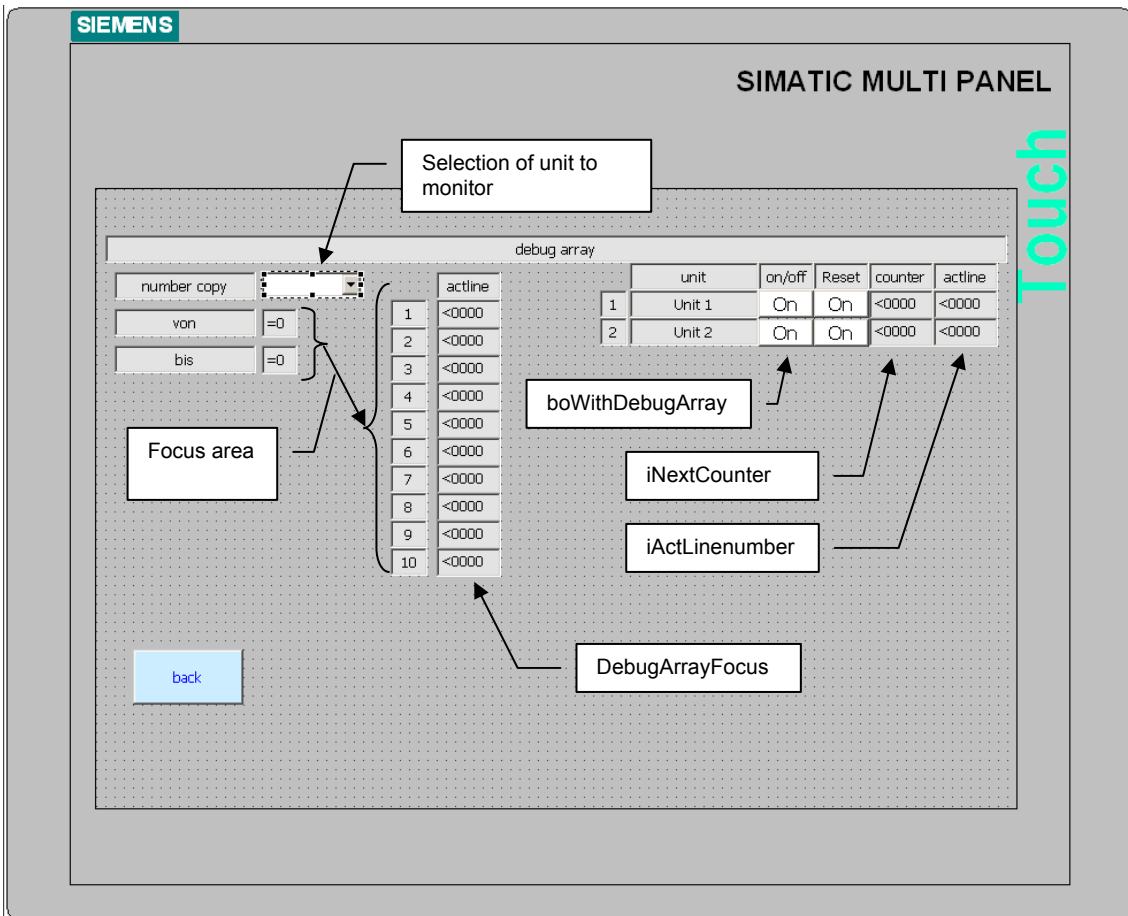 SIEMENS
SIMATIC MULTI PANEL
Touch
Selection of unit to
monitor
debug array
number copy
von =0
bis =0
Focus area
actline
1 <0000
2 <0000
3 <0000
4 <0000
5 <0000
6 <0000
7 <0000
8 <0000
9 <0000
10 <0000
unit on/off Reset counter actline
1 Unit 1 On On <0000 <0000
2 Unit 2 On On <0000 <0000
boWithDebugArray
iNextCounter
iActLinenumber
DebugArrayFocus
back